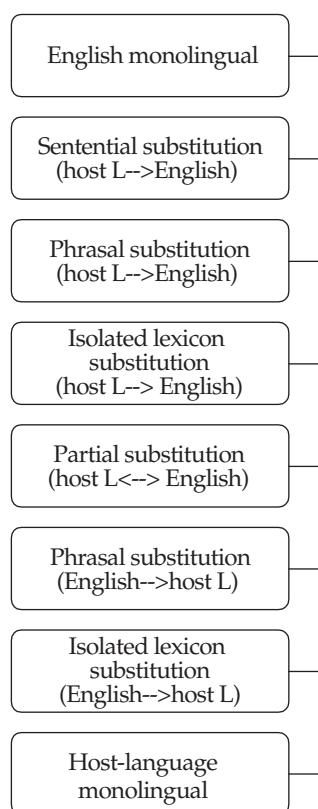 English monolingual
Sentential substitution
(host L-->English)
Phrasal substitution
(host L-->English)
Isolated lexicon
substitution
(host L--> English)
Partial substitution
(host L<--> English)
Phrasal substitution
(English-->host L)
Isolated lexicon
substitution
(English-->host L)
Host-language
monolingual